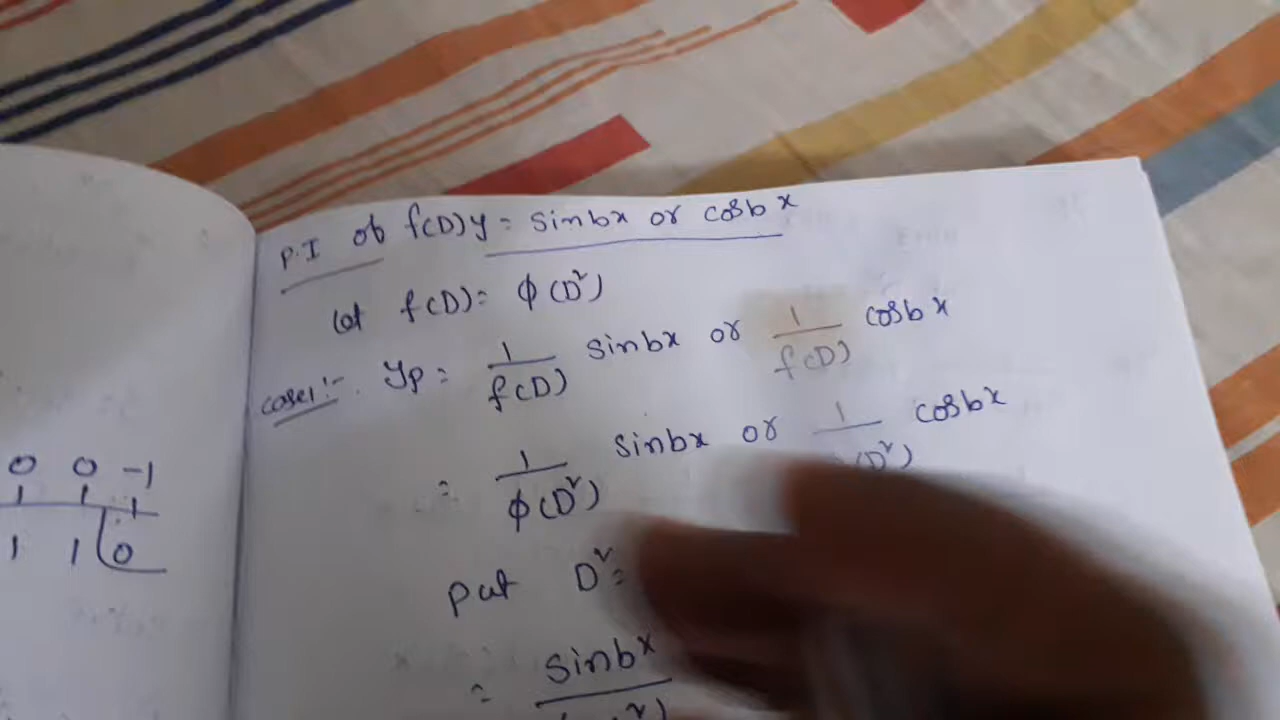 0 0 -1
1 1 0
P.I of f(D)y = sinbx or cosbx
let f(D) = φ(D²)
case1:- yp = 1/f(D) sinbx or 1/f(D) cosbx
= 1/φ(D²) sinbx or 1/(D²) cosbx
put D² =
= sinbx